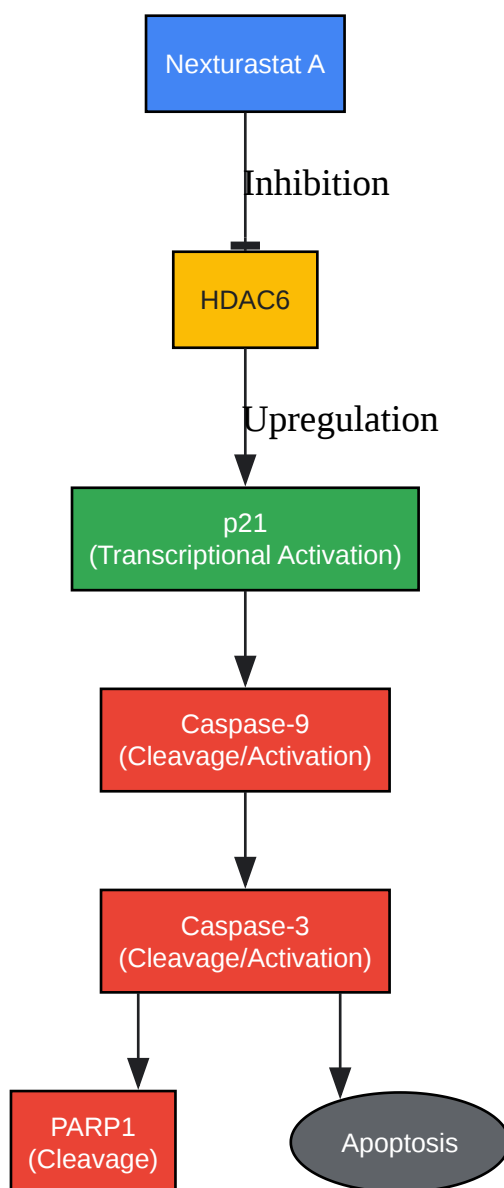 Nexturastat A
Inhibition
HDAC6
Upregulation
p21
(Transcriptional Activation)
Caspase-9
(Cleavage/Activation)
Caspase-3
(Cleavage/Activation)
PARP1
(Cleavage)
Apoptosis